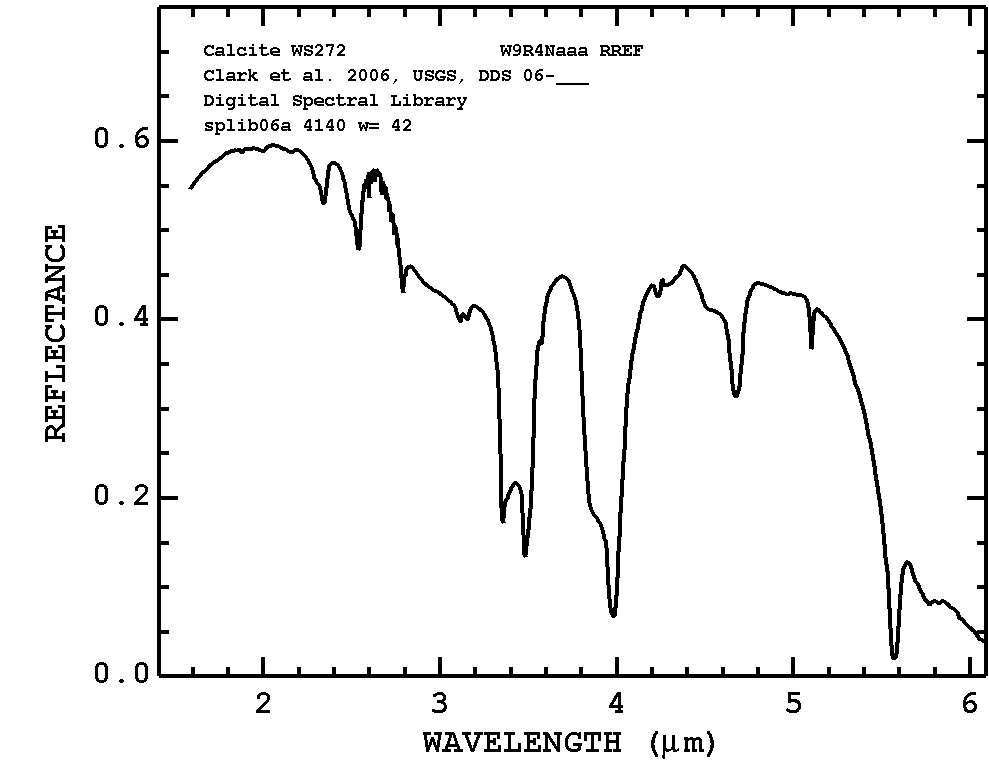 Calcite WS272 W9R4Naaa RREF
Clark et al. 2006, USGS, DDS 06-___
Digital Spectral Library
splib06a 4140 w= 42
0.6
0.4
0.2
0.0
REFLECTANCE
2 3 4 5 6
WAVELENGTH (μm)